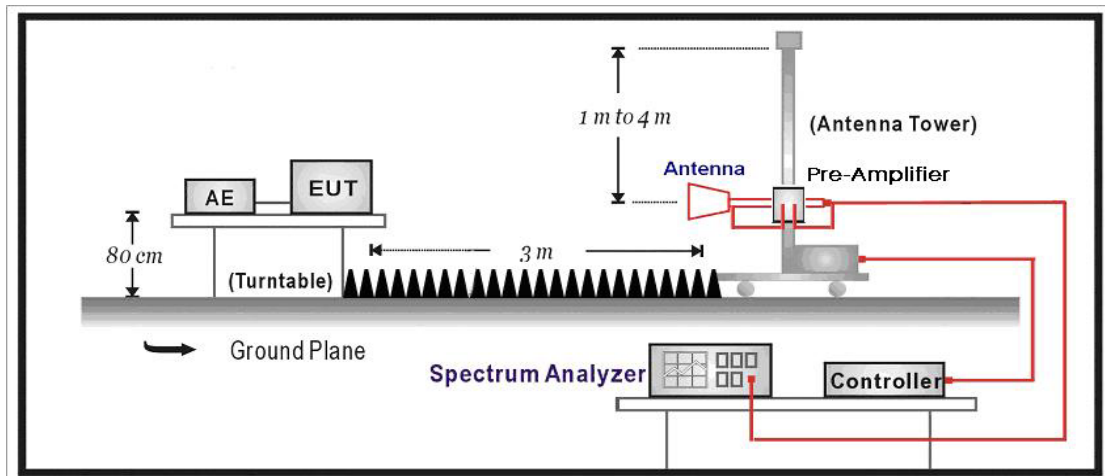 1 m to 4 m
(Antenna Tower)
Antenna
Pre-Amplifier
AE
EUT
80 cm
3 m
(Turntable)
Ground Plane
Spectrum Analyzer
Controller